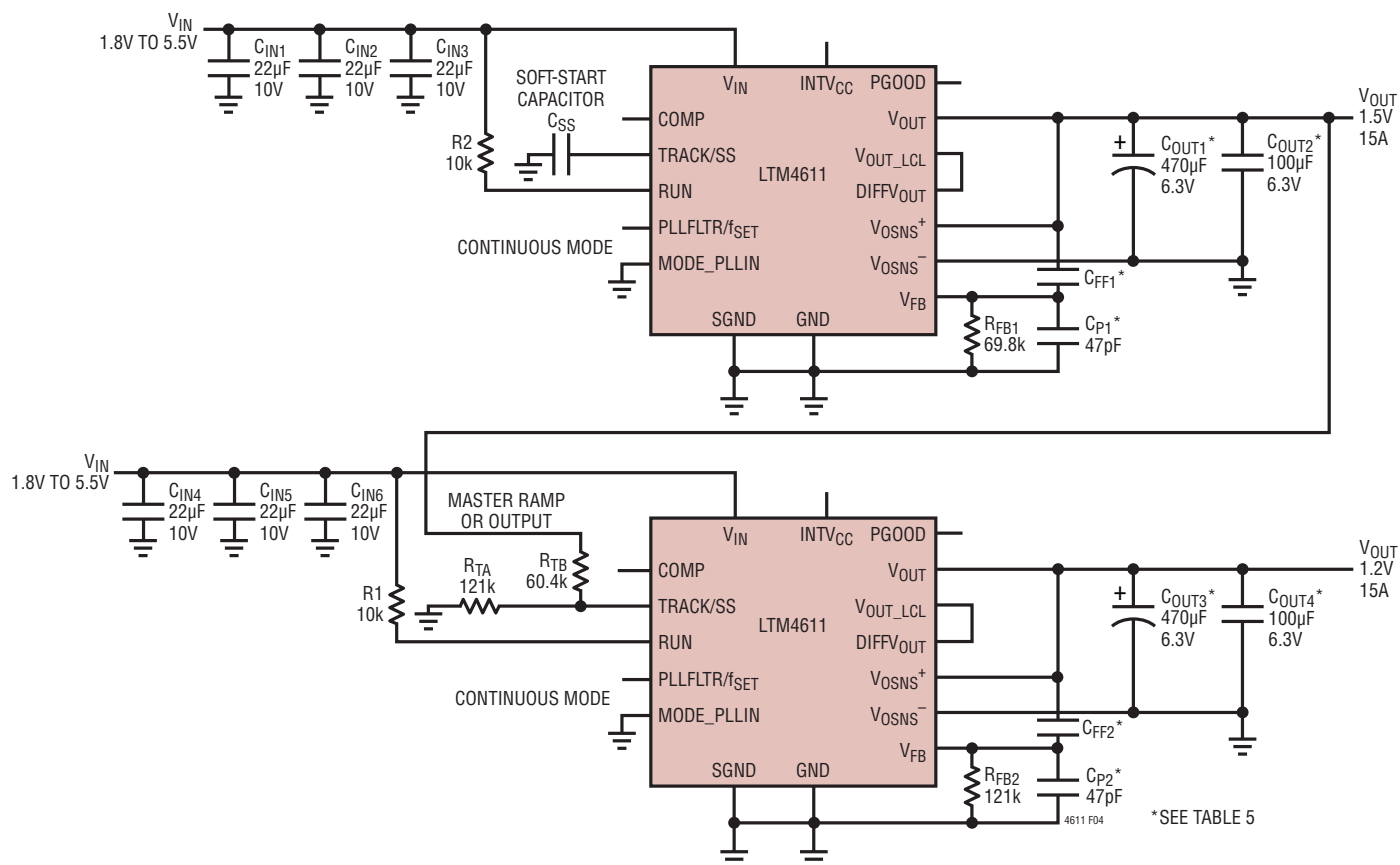 VIN
1.8V TO 5.5V
CIN1
22µF
10V
CIN2
22µF
10V
CIN3
22µF
10V
R2
10k
SOFT-START
CAPACITOR
CSS
CONTINUOUS MODE
VIN
INTVCC
PGOOD
COMP
VOUT
TRACK/SS
VOUT_LCL
LTM4611
RUN
DIFFVOUT
PLLFLTR/fSET
VOSNS+
MODE_PLLIN
VOSNS–
VFB
SGND
GND
VOUT
1.5V
15A
+
COUT1*
470µF
6.3V
COUT2*
100µF
6.3V
CFF1*
RFB1
69.8k
CP1*
47pF
VIN
1.8V TO 5.5V
CIN4
22µF
10V
CIN5
22µF
10V
CIN6
22µF
10V
MASTER RAMP
OR OUTPUT
R1
10k
RTA
121k
RTB
60.4k
CONTINUOUS MODE
VIN
INTVCC
PGOOD
COMP
VOUT
TRACK/SS
VOUT_LCL
LTM4611
RUN
DIFFVOUT
PLLFLTR/fSET
VOSNS+
MODE_PLLIN
VOSNS–
VFB
SGND
GND
VOUT
1.2V
15A
+
COUT3*
470µF
6.3V
COUT4*
100µF
6.3V
CFF2*
RFB2
121k
CP2*
47pF
4611 F04
*SEE TABLE 5